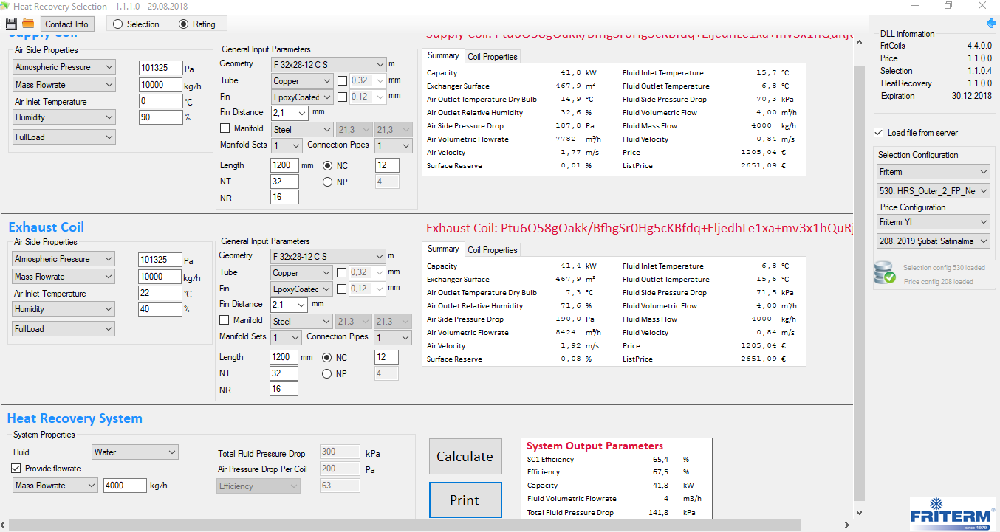 Heat Recovery Selection - 1.1.1.0 - 29.08.2018
Contact Info
Selection
Rating
Supply Coil
Air Side Properties
Atmospheric Pressure 101325 Pa
Mass Flowrate 10000 kg/h
Air Inlet Temperature 0 °C
Humidity 90 %
FullLoad
General Input Parameters
Geometry F 32x28-12 C S m
Tube Copper 0,32 mm
Fin EpoxyCoated 0,12 mm
Fin Distance 2,1 mm
Manifold Steel 21,3 21,3
Manifold Sets 1 Connection Pipes 1
Length 1200 mm NC 12
NT 32 NP 4
NR 16
Summary Coil Properties
Capacity 41,8 kW Fluid Inlet Temperature 15,7 °C
Exchanger Surface 467,9 m² Fluid Outlet Temperature 6,8 °C
Air Outlet Temperature Dry Bulb 14,9 °C Fluid Side Pressure Drop 70,3 kPa
Air Outlet Relative Humidity 32,6 % Fluid Volumetric Flow 4,00 m³/h
Air Side Pressure Drop 187,8 Pa Fluid Mass Flow 4000 kg/h
Air Volumetric Flowrate 7782 m³/h Fluid Velocity 0,84 m/s
Air Velocity 1,77 m/s Price 1205,04 €
Surface Reserve 0,01 % ListPrice 2651,09 €
Exhaust Coil
Exhaust Coil: Ptu6O58gOakk/BfhgSr0Hg5cKBfdq+EljedhLe1xa+mv3x1hQuRj
Air Side Properties
Atmospheric Pressure 101325 Pa
Mass Flowrate 10000 kg/h
Air Inlet Temperature 22 °C
Humidity 40 %
FullLoad
General Input Parameters
Geometry F 32x28-12 C S m
Tube Copper 0,32 mm
Fin EpoxyCoated 0,12 mm
Fin Distance 2,1 mm
Manifold Steel 21,3 21,3
Manifold Sets 1 Connection Pipes 1
Length 1200 mm NC 12
NT 32 NP 4
NR 16
Summary Coil Properties
Capacity 41,4 kW Fluid Inlet Temperature 6,8 °C
Exchanger Surface 467,9 m² Fluid Outlet Temperature 15,6 °C
Air Outlet Temperature Dry Bulb 7,3 °C Fluid Side Pressure Drop 71,5 kPa
Air Outlet Relative Humidity 71,6 % Fluid Volumetric Flow 4,00 m³/h
Air Side Pressure Drop 190,0 Pa Fluid Mass Flow 4000 kg/h
Air Volumetric Flowrate 8424 m³/h Fluid Velocity 0,84 m/s
Air Velocity 1,92 m/s Price 1205,04 €
Surface Reserve 0,08 % ListPrice 2651,09 €
Heat Recovery System
System Properties
Fluid Water
Provide flowrate
Mass Flowrate 4000 kg/h
Total Fluid Pressure Drop 300 kPa
Air Pressure Drop Per Coil 200 Pa
Efficiency 63
Calculate
Print
System Output Parameters
SC1 Efficiency 65,4 %
Efficiency 67,5 %
Capacity 41,8 kW
Fluid Volumetric Flowrate 4 m3/h
Total Fluid Pressure Drop 141,8 kPa
DLL information
FrtCoils 4.4.0.0
Price 1.1.0.0
Selection 1.1.0.4
HeatRecovery 1.1.0.0
Expiration 30.12.2018
Load file from server
Selection Configuration
Friterm
530. HRS_Outer_2_FP_Ne
Price Configuration
Friterm YI
208. 2019 Şubat Satınalma
Selection config 530 loaded
Price config 208 loaded
FRITERM
since 1979